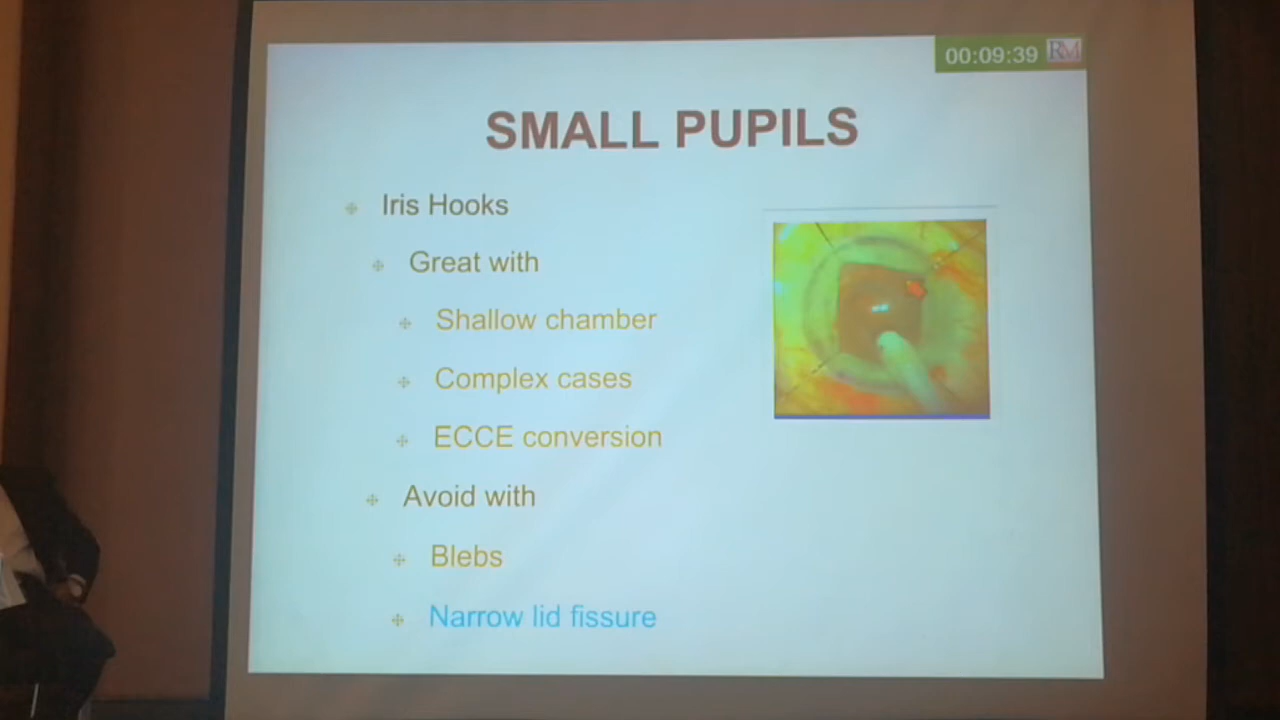 00:09:39 RM
SMALL PUPILS
Iris Hooks
Great with
Shallow chamber
Complex cases
ECCE conversion
Avoid with
Blebs
Narrow lid fissure